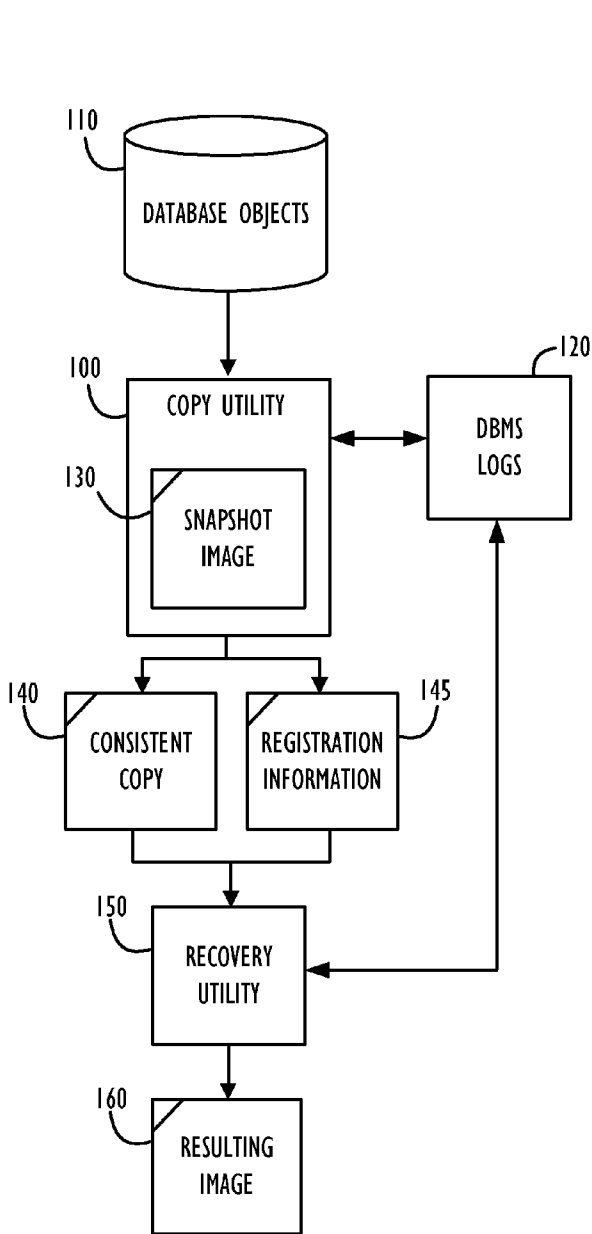 110
DATABASE OBJECTS
120
100
COPY UTILITY
DBMS
LOGS
130
SNAPSHOT
IMAGE
140
145
CONSISTENT
COPY
REGISTRATION
INFORMATION
150
RECOVERY
UTILITY
160
RESULTING
IMAGE